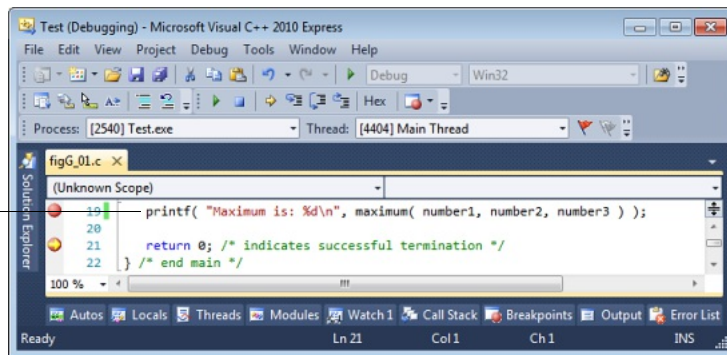 Test (Debugging) - Microsoft Visual C++ 2010 Express
File Edit View Project Debug Tools Window Help
Debug Win32
Hex
Process: [2540] Test.exe Thread: [4404] Main Thread
figG_01.c
(Unknown Scope)
19 printf( "Maximum is: %d\n", maximum( number1, number2, number3 ) );
20
21 return 0; /* indicates successful termination */
22 } /* end main */
100 %
Solution Explorer
Autos Locals Threads Modules Watch 1 Call Stack Breakpoints Output Error List
Ready Ln 21 Col 1 Ch 1 INS